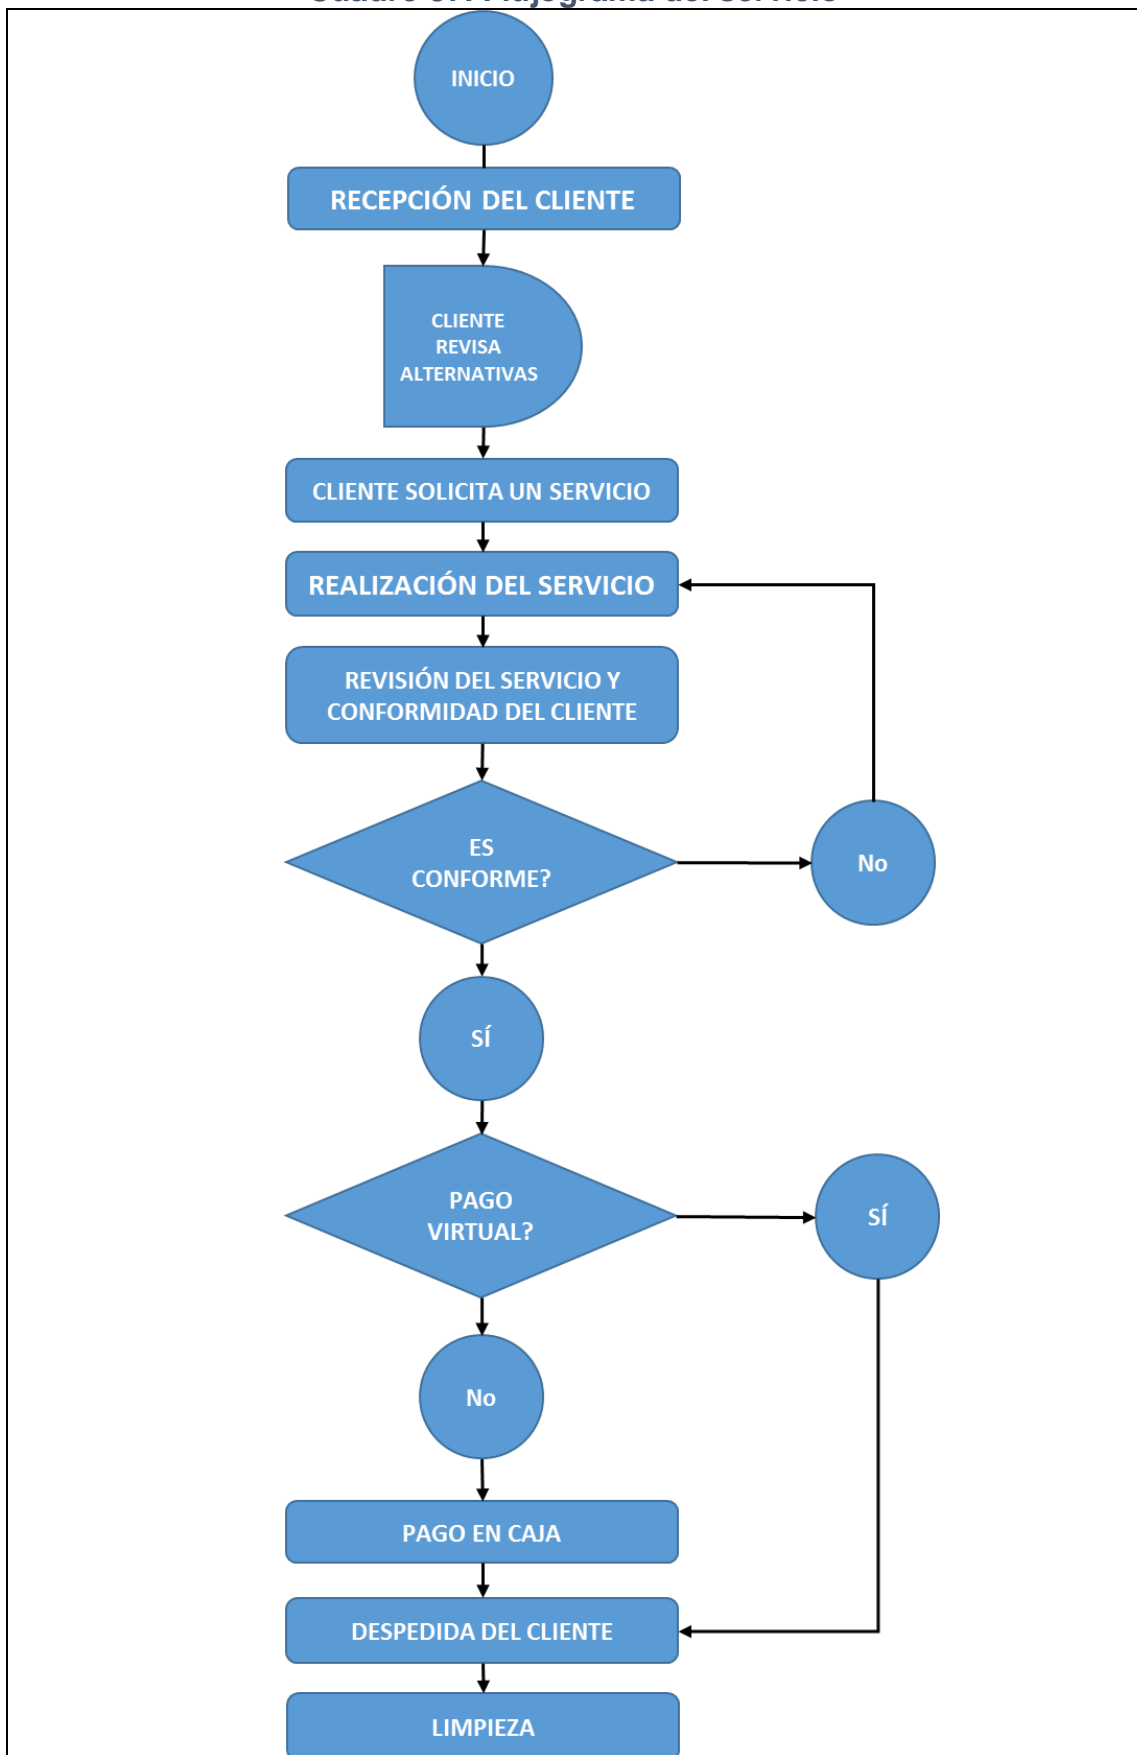 INICIO
RECEPCIÓN DEL CLIENTE
CLIENTE
REVISA
ALTERNATIVAS
CLIENTE SOLICITA UN SERVICIO
REALIZACIÓN DEL SERVICIO
REVISIÓN DEL SERVICIO Y
CONFORMIDAD DEL CLIENTE
ES
CONFORME?
No
SÍ
PAGO
VIRTUAL?
SÍ
No
PAGO EN CAJA
DESPEDIDA DEL CLIENTE
LIMPIEZA